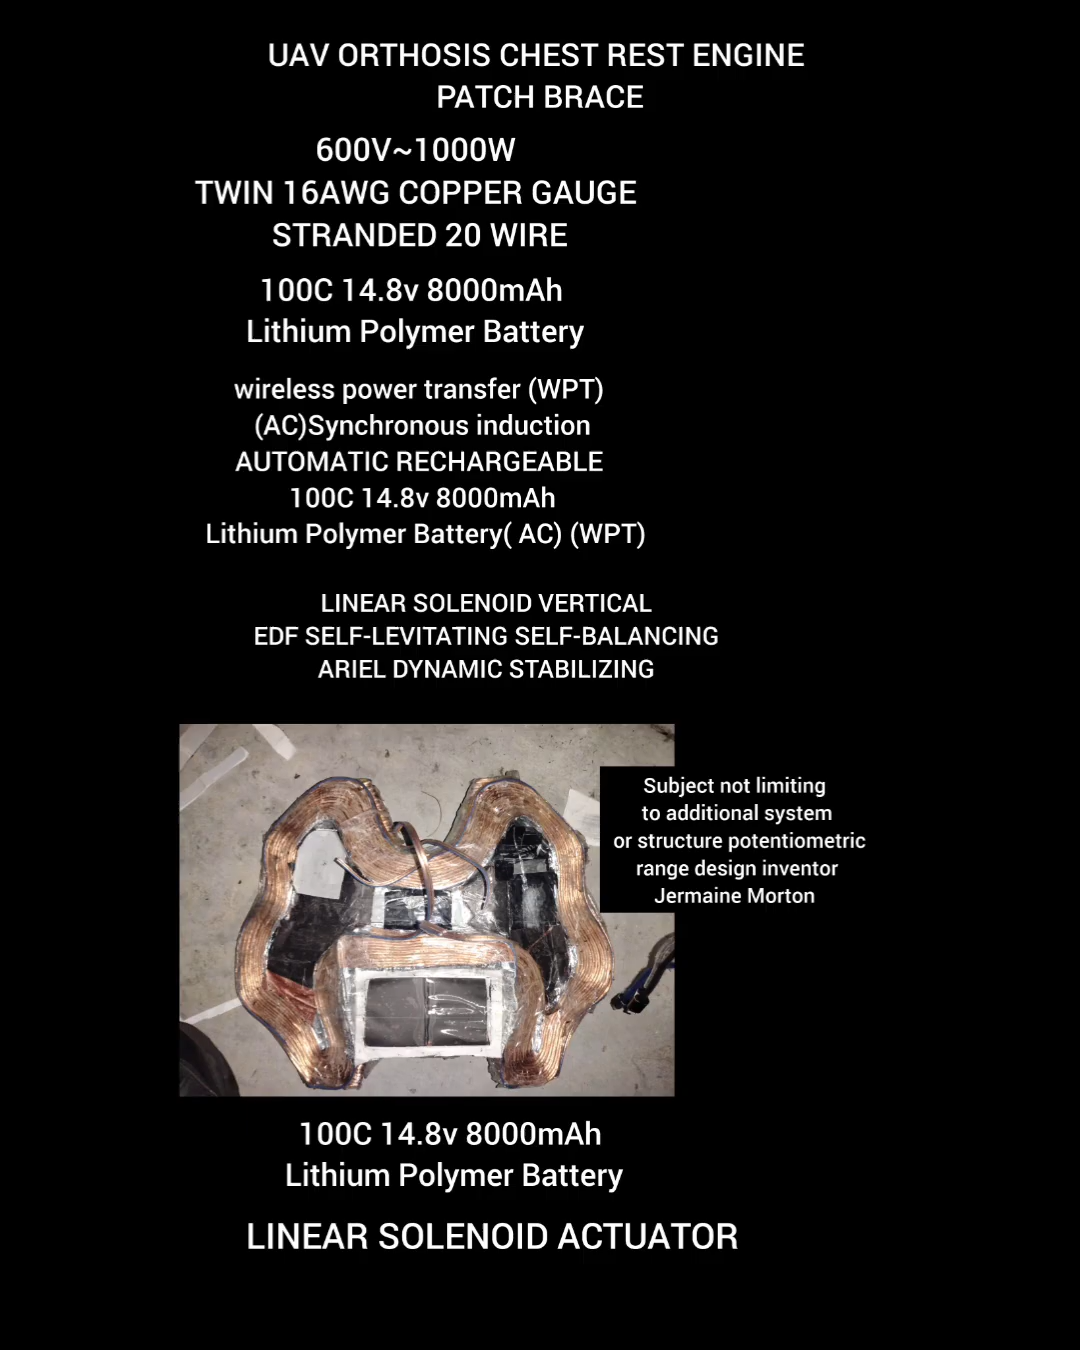 UAV ORTHOSIS CHEST REST ENGINE
PATCH BRACE
600V~1000W
TWIN 16AWG COPPER GAUGE
STRANDED 20 WIRE
100C 14.8v 8000mAh
Lithium Polymer Battery
wireless power transfer (WPT)
(AC)Synchronous induction
AUTOMATIC RECHARGEABLE
100C 14.8v 8000mAh
Lithium Polymer Battery( AC) (WPT)
LINEAR SOLENOID VERTICAL
EDF SELF-LEVITATING SELF-BALANCING
ARIEL DYNAMIC STABILIZING
Subject not limiting
to additional system
or structure potentiometric
range design inventor
Jermaine Morton
100C 14.8v 8000mAh
Lithium Polymer Battery
LINEAR SOLENOID ACTUATOR